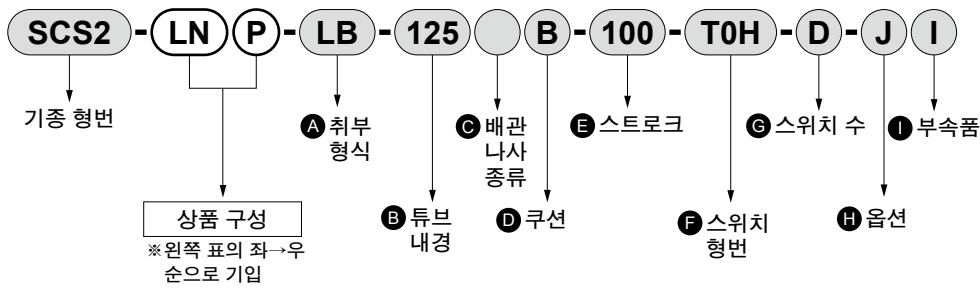 SCS2 - LN P - LB - 125 B - 100 - T0H - D - J I
기종 형번
A 취부
형식
C 배관
나사
종류
E 스트로크
G 스위치 수
I 부속품
상품 구성
※왼쪽 표의 좌→우
순으로 기입
B 튜브
내경
D 쿠션
F 스위치
형번
H 옵션